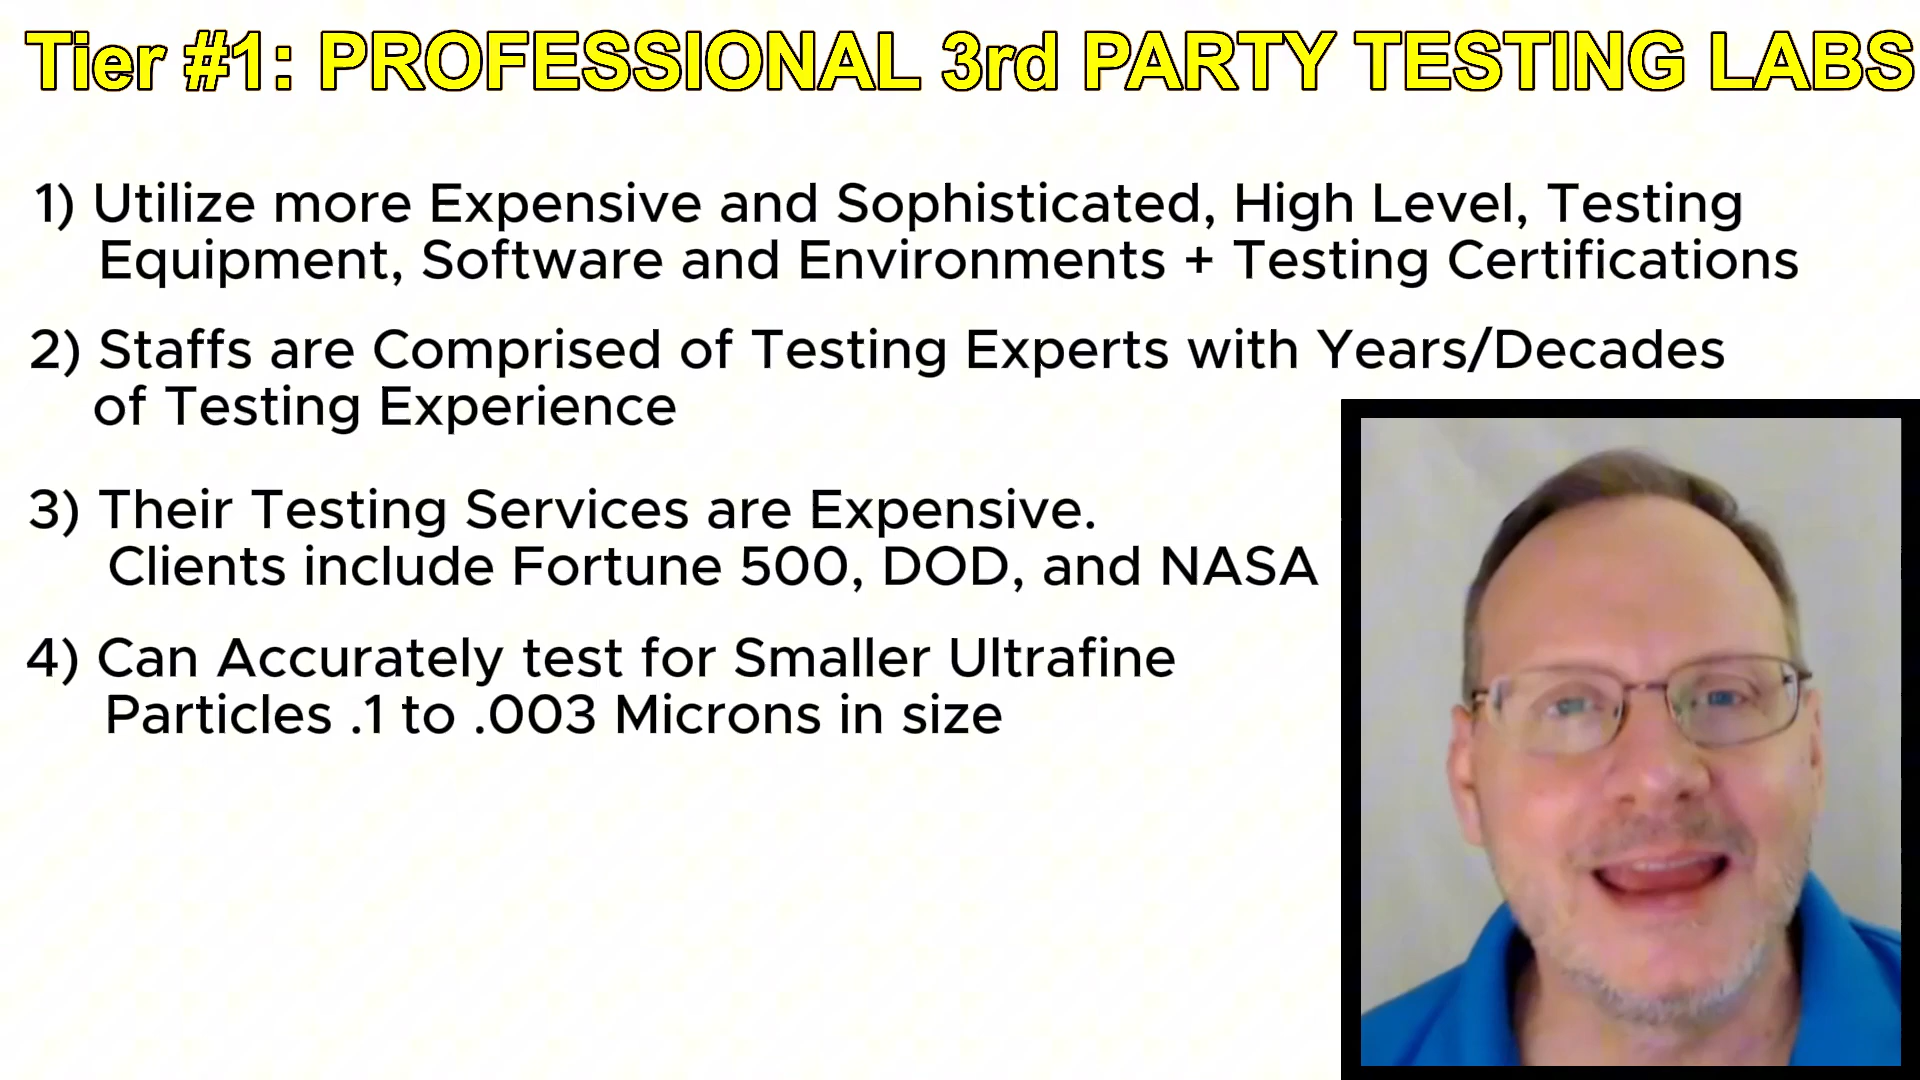 Tier #1: PROFESSIONAL 3rd PARTY TESTING LABS
1) Utilize more Expensive and Sophisticated, High Level, Testing
Equipment, Software and Environments + Testing Certifications
2) Staffs are Comprised of Testing Experts with Years/Decades
of Testing Experience
3) Their Testing Services are Expensive.
Clients include Fortune 500, DOD, and NASA
4) Can Accurately test for Smaller Ultrafine
Particles .1 to .003 Microns in size